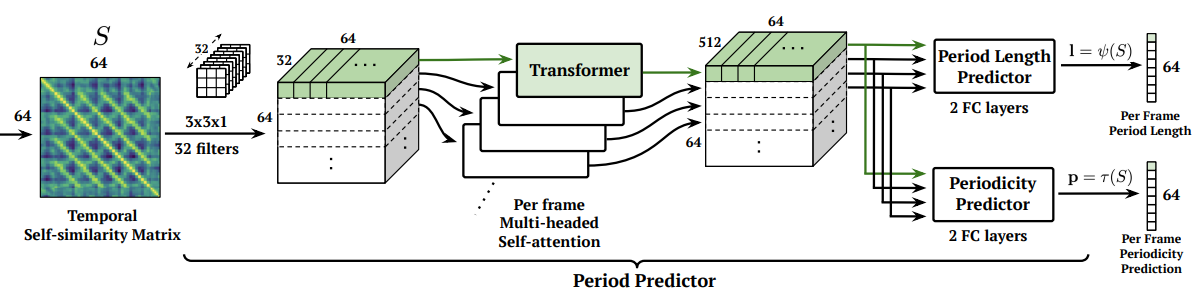 S
64
64
32
3x3x1
32 filters
Temporal
Self-similarity Matrix
64
32
64
Transformer
Per frame
Multi-headed
Self-attention
64
512
64
Period Length
Predictor
2 FC layers
l = ψ(S)
64
Per Frame
Period Length
Periodicity
Predictor
2 FC layers
p = τ(S)
64
Per Frame
Periodicity
Prediction
Period Predictor